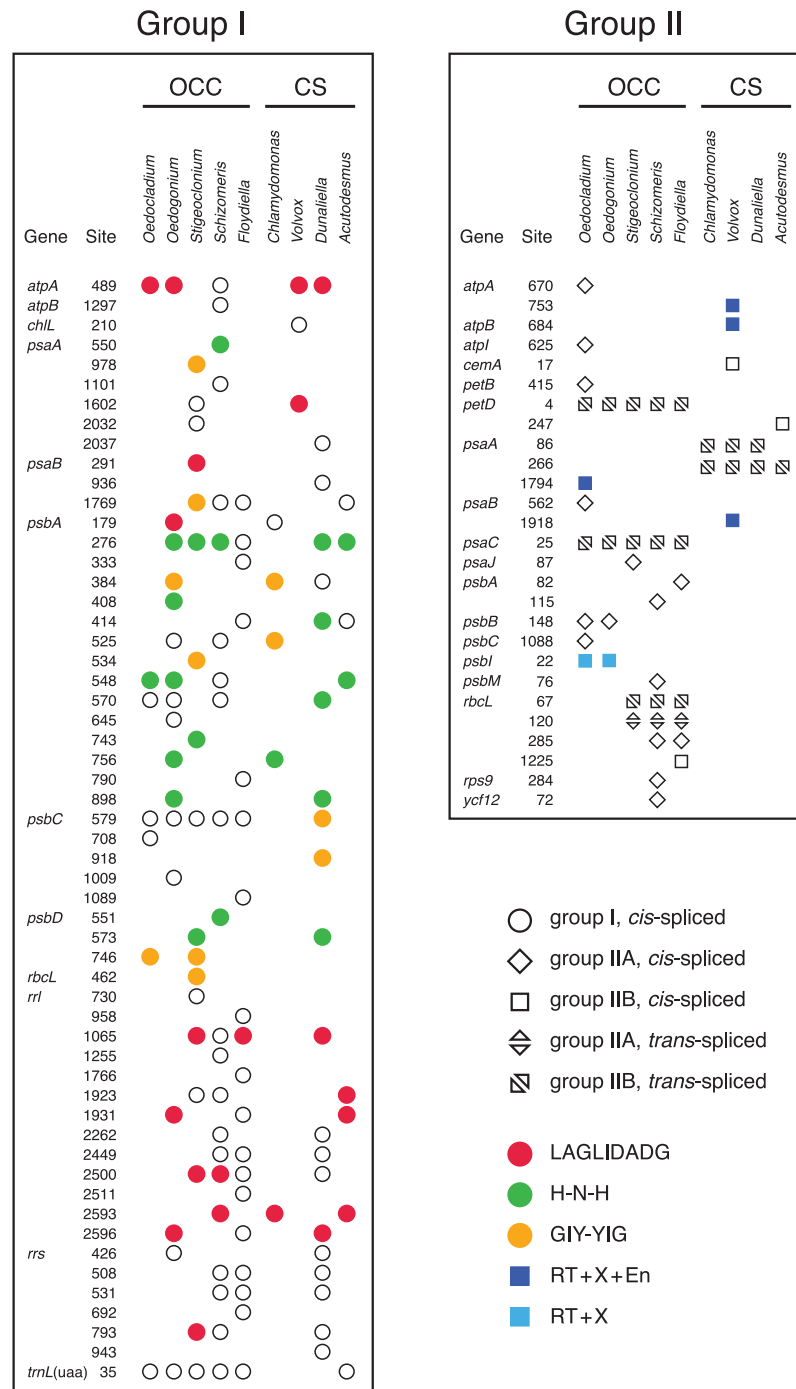 Group I
OCC CS
Gene Site Oedocladium Oedogonium Stigeoclonium Schizomeris Floydiella Chlamydomonas Volvox Dunaliella Acutodesmus
atpA 489
atpB 1297
chlL 210
psaA 550
978
1101
1602
2032
2037
psaB 291
936
1769
psbA 179
276
333
384
408
414
525
534
548
570
645
743
756
790
898
psbC 579
708
918
1009
1089
psbD 551
573
746
rbcL 462
rrl 730
958
1065
1255
1766
1923
1931
2262
2449
2500
2511
2593
2596
rrs 426
508
531
692
793
943
trnL(uaa) 35
Group II
OCC CS
Gene Site Oedocladium Oedogonium Stigeoclonium Schizomeris Floydiella Chlamydomonas Volvox Dunaliella Acutodesmus
atpA 670
753
atpB 684
atpI 625
cemA 17
petB 415
petD 4
247
psaA 86
266
1794
psaB 562
1918
psaC 25
psaJ 87
psbA 82
115
psbB 148
psbC 1088
psbI 22
psbM 76
rbcL 67
120
285
1225
rps9 284
ycf12 72
group I, cis-spliced
group IIA, cis-spliced
group IIB, cis-spliced
group IIA, trans-spliced
group IIB, trans-spliced
LAGLIDADG
H-N-H
GIY-YIG
RT+X+En
RT+X